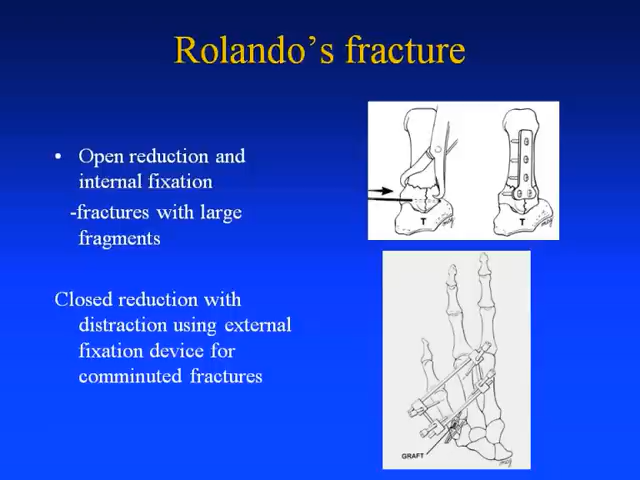 Rolando's fracture
• Open reduction and
internal fixation
-fractures with large
fragments
Closed reduction with
distraction using external
fixation device for
comminuted fractures
T
T
GRAFT